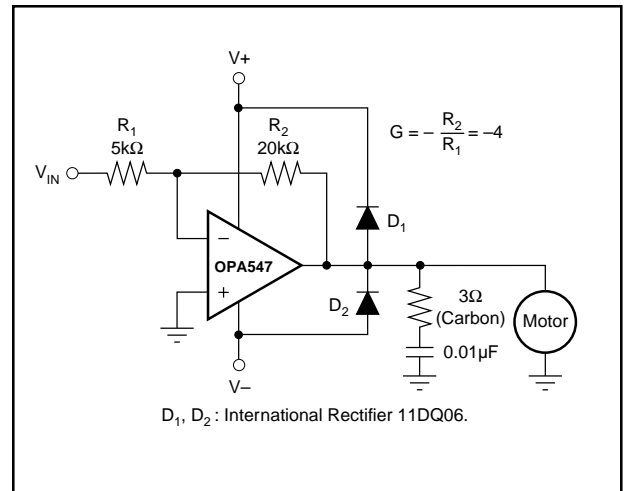 V+
R1
5kΩ
R2
20kΩ
G = – R2/R1 = –4
VIN
–
OPA547
+
D1
D2
3Ω
(Carbon)
0.01µF
Motor
V–
D1, D2 : International Rectifier 11DQ06.